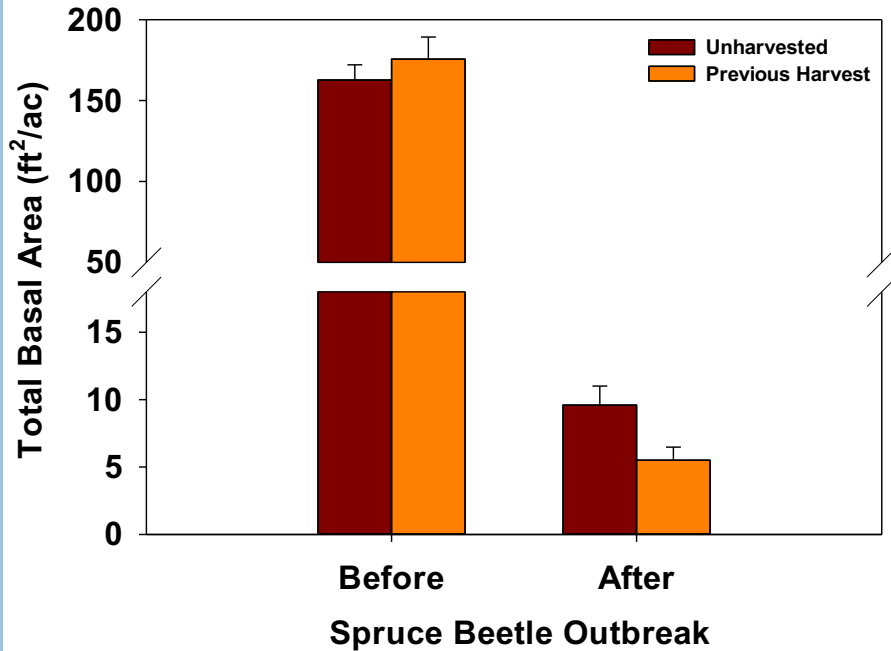 Total Basal Area (ft²/ac)
200
150
100
50
15
10
5
0
Unharvested
Previous Harvest
Before
After
Spruce Beetle Outbreak